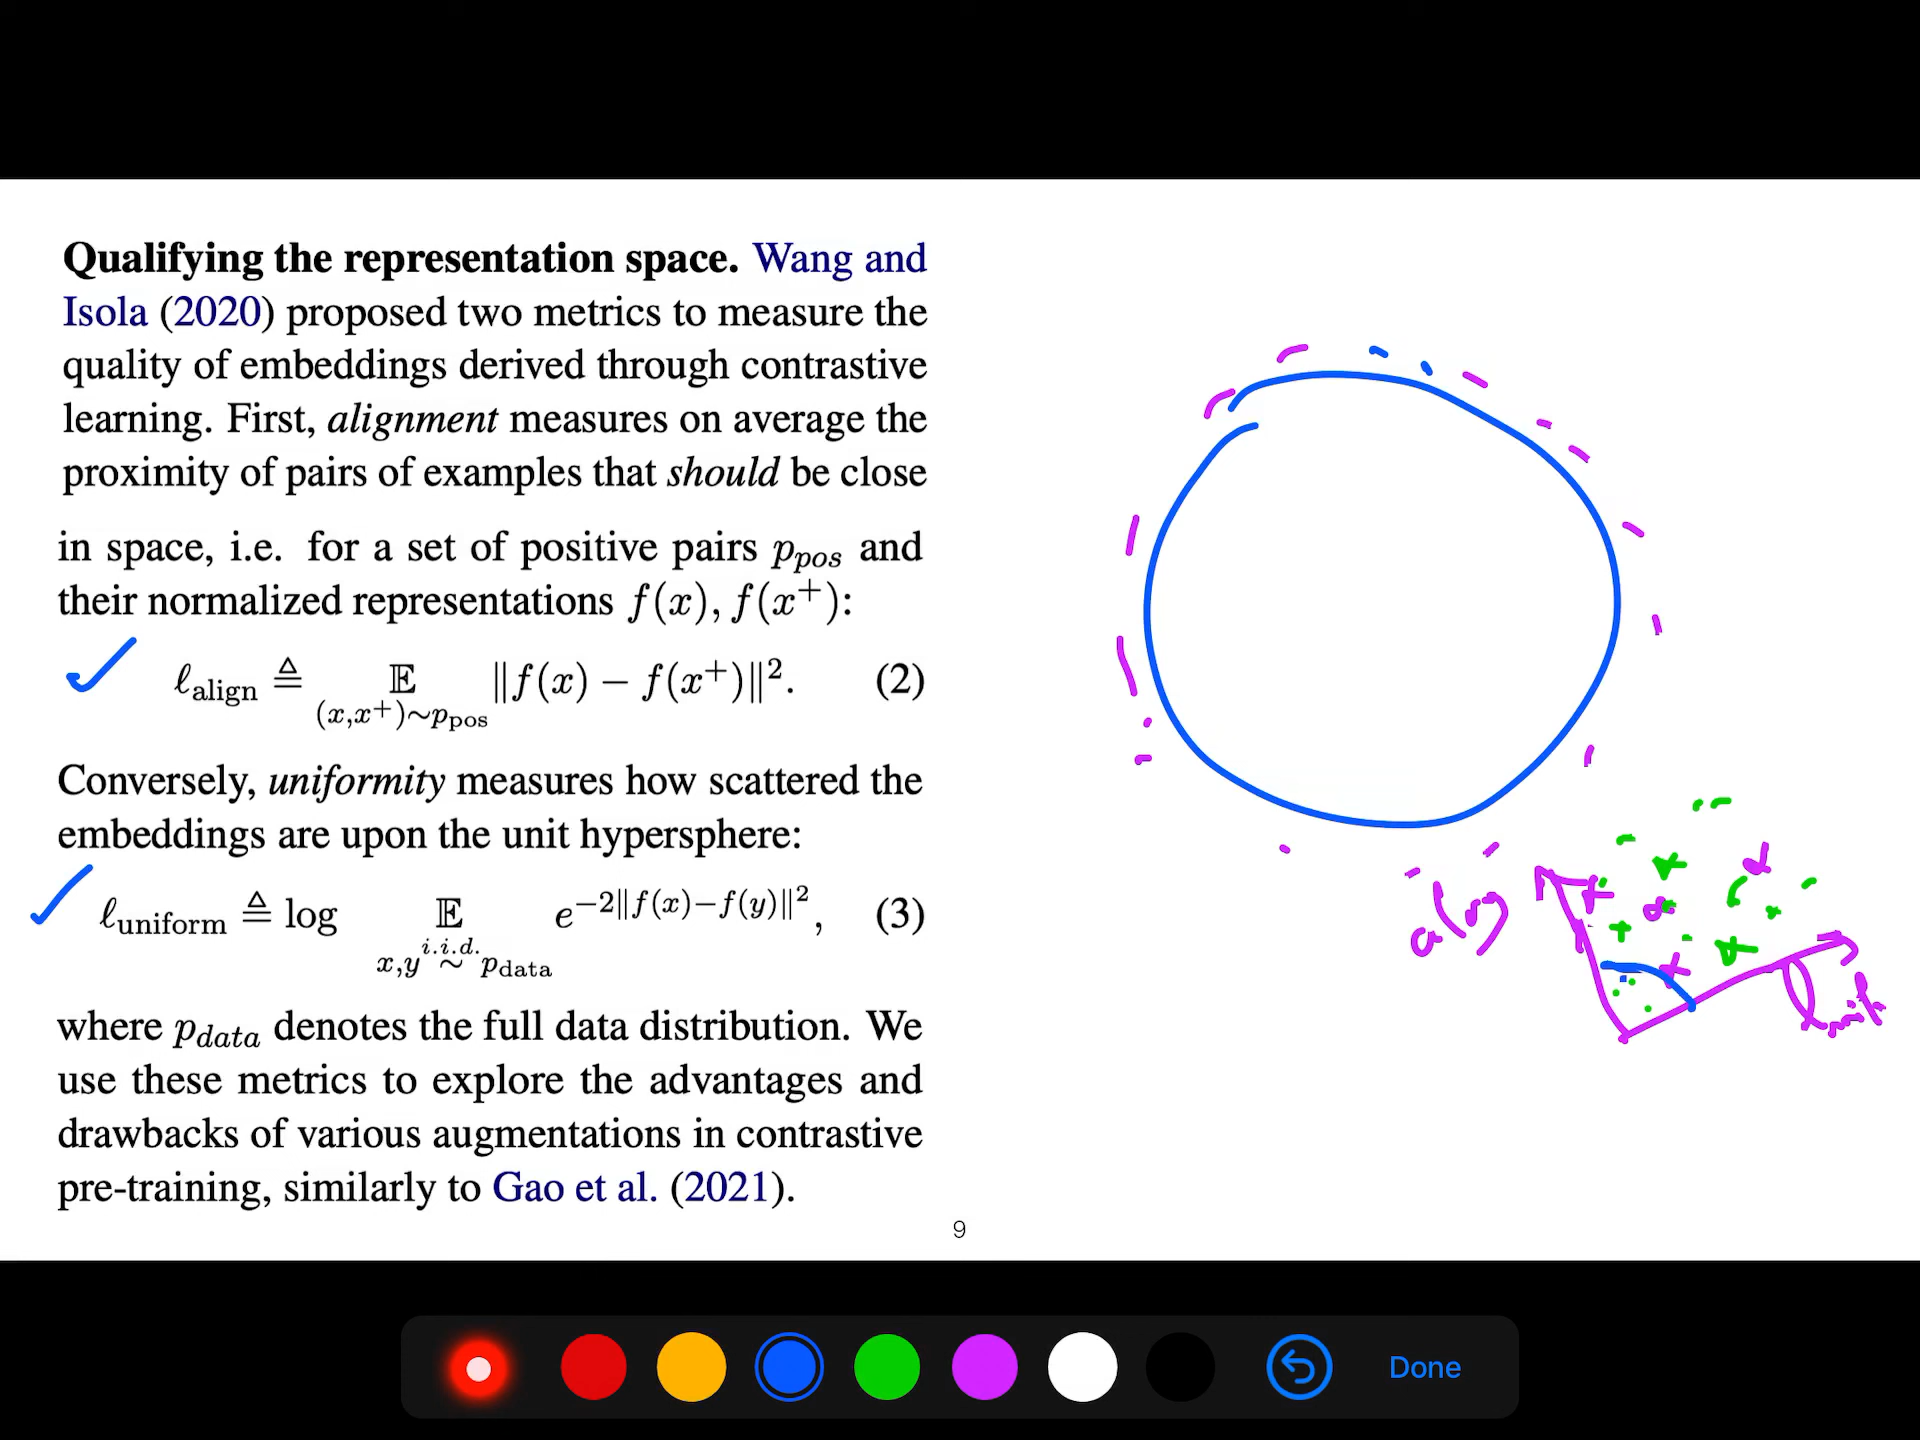 Qualifying the representation space. Wang and
Isola (2020) proposed two metrics to measure the
quality of embeddings derived through contrastive
learning. First, alignment measures on average the
proximity of pairs of examples that should be close
in space, i.e. for a set of positive pairs p_pos and
their normalized representations f(x), f(x⁺):
ℓ_align ≜ 𝔼_{(x,x⁺)∼p_pos} ‖f(x) − f(x⁺)‖². (2)
Conversely, uniformity measures how scattered the
embeddings are upon the unit hypersphere:
ℓ_uniform ≜ log 𝔼_{x,y i.i.d. ∼ p_data} e^{−2‖f(x)−f(y)‖²}, (3)
where p_data denotes the full data distribution. We
use these metrics to explore the advantages and
drawbacks of various augmentations in contrastive
pre-training, similarly to Gao et al. (2021).
9
Done